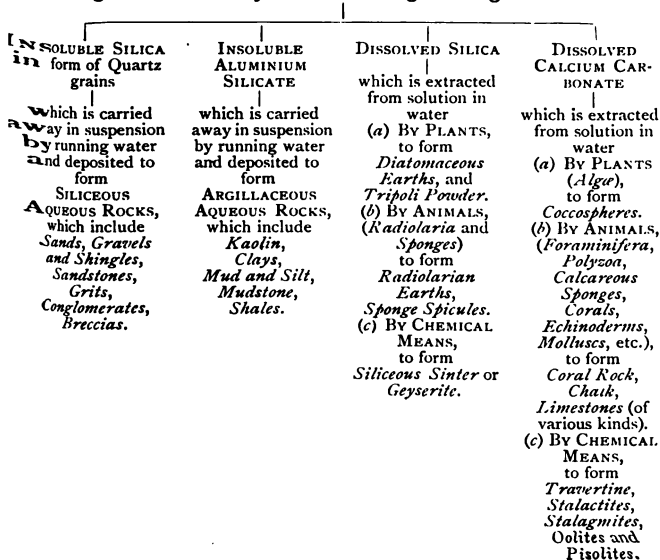 INSOLUBLE SILICA
in form of Quartz
grains
which is carried
away in suspension
by running water
and deposited to
form
SILICEOUS
AQUEOUS ROCKS,
which include
Sands, Gravels
and Shingles,
Sandstones,
Grits,
Conglomerates,
Breccias.
INSOLUBLE
ALUMINIUM
SILICATE
which is carried
away in suspension
by running water
and deposited to
form
ARGILLACEOUS
AQUEOUS ROCKS,
which include
Kaolin,
Clays,
Mud and Silt,
Mudstone,
Shales.
DISSOLVED SILICA
which is extracted
from solution in
water
(a) BY PLANTS,
to form
Diatomaceous
Earths, and
Tripoli Powder.
(b) BY ANIMALS,
(Radiolaria and
Sponges)
to form
Radiolarian
Earths,
Sponge Spicules.
(c) BY CHEMICAL
MEANS,
to form
Siliceous Sinter or
Geyserite.
DISSOLVED
CALCIUM CAR-
BONATE
which is extracted
from solution in
water
(a) BY PLANTS
(Algæ),
to form
Coccospheres.
(b) BY ANIMALS,
(Foraminifera,
Polyzoa,
Calcareous
Sponges,
Corals,
Echinoderms,
Molluscs, etc.),
to form
Coral Rock,
Chalk,
Limestones (of
various kinds).
(c) BY CHEMICAL
MEANS,
to form
Travertine,
Stalactites,
Stalagmites,
Oolites and
Pisolites.